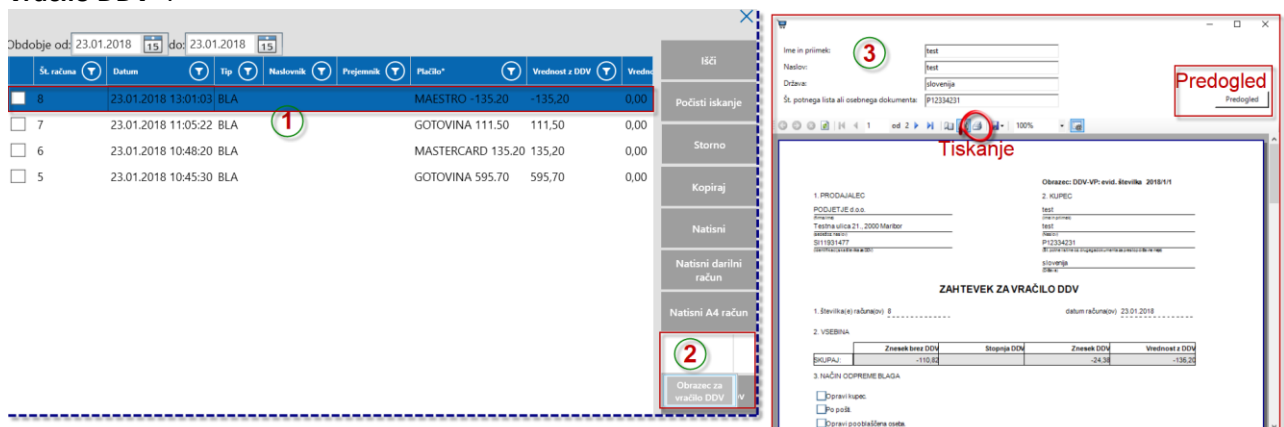 Vračilo DDV
Obdobje od: 23.01.2018 15 do: 23.01.2018 15
Št. računa Datum Tip Naslovnik Prejemnik Plačilo* Vrednost z DDV Vredno
8 23.01.2018 13:01:03 BLA MAESTRO -135.20 -135,20 0,00
1
7 23.01.2018 11:05:22 BLA GOTOVINA 111.50 111,50 0,00
6 23.01.2018 10:48:20 BLA MASTERCARD 135.20 135,20 0,00
5 23.01.2018 10:45:30 BLA GOTOVINA 595.70 595,70 0,00
Išči
Počisti iskanje
Storno
Kopiraj
Natisni
Natisni darilni
račun
Natisni A4 račun
2
Obrazec za
vračilo DDV
3
Ime in priimek: test
Naslov: test
Država: slovenija
Št. potnega lista ali osebnega dokumenta: P12334231
Predogled
Predogled
1 od 2 100%
Tiskanje
Obrazec: DDV-VP: evid. številka 2018/1/1
1. PRODAJALEC 2. KUPEC
PODJETJE d.o.o. test
Testna ulica 21., 2000 Maribor test
SI11931477 P12334231
slovenija
ZAHTEVEK ZA VRAČILO DDV
1. številka(e) računa(ov) 8 datum računa(ov) 23.01.2018
2. VSEBINA
Znesek brez DDV Stopnja DDV Znesek DDV Vrednost z DDV
SKUPAJ: -110,82 -24,38 -135,20
3. NAČIN ODPREME BLAGA
Opravi kupec.
Po pošti.
Opravi pooblaščena oseba.